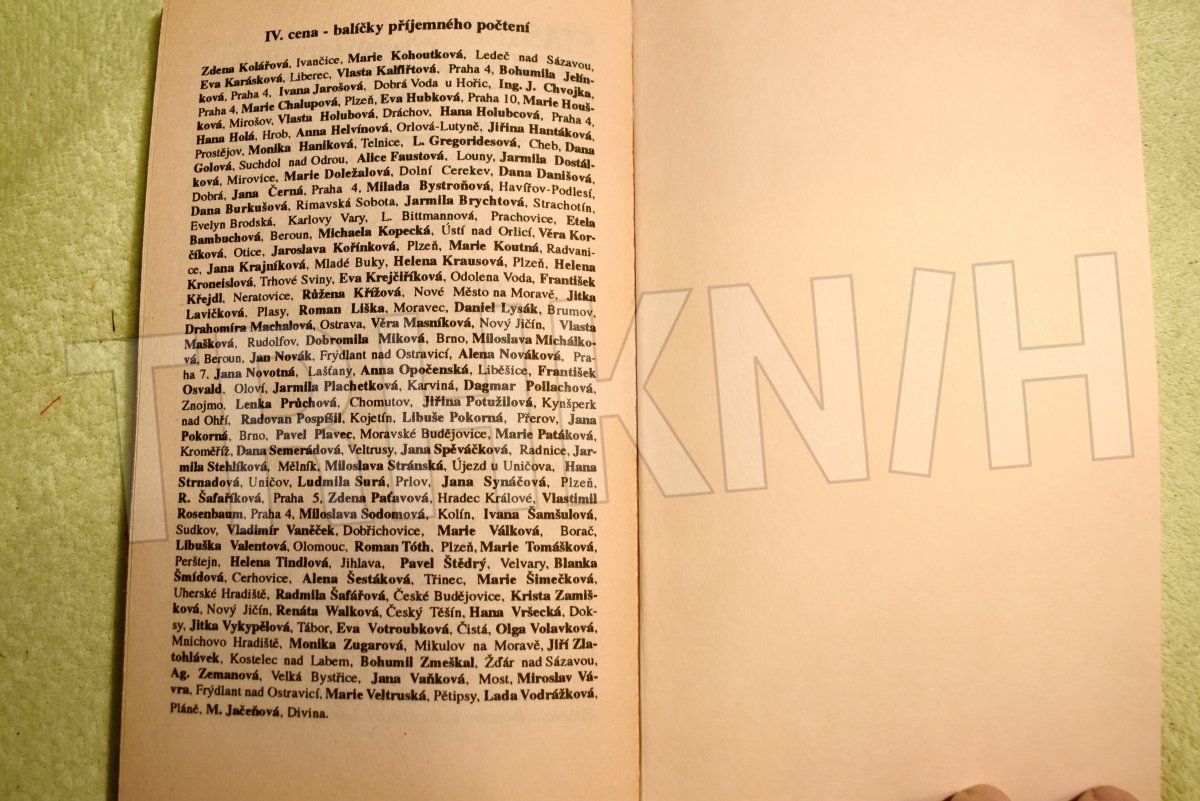 IV. cena - balíčky příjemného počtení
Zdena Kolářová, Ivančice, Marie Kohoutková, Ledeč nad Sázavou,
Eva Karásková, Liberec, Vlasta Kalfiřtová, Praha 4, Bohumila Jelín-
ková, Praha 4, Ivana Jarošová, Dobrá Voda u Hořic, Ing. J. Chvojka,
Praha 4, Marie Chalupová, Plzeň, Eva Hubková, Praha 10, Marie Houš-
ková, Mirošov, Vlasta Holubová, Dráchov, Hana Holubcová, Praha 4,
Hana Holá, Hrob, Anna Helvínová, Orlová-Lutyně, Jiřina Hantáková,
Prostějov, Monika Haniková, Telnice, L. Gregoridesová, Cheb, Dana
Golová, Suchdol nad Odrou, Alice Faustová, Louny, Jarmila Dostál-
ková, Mirovice, Marie Doležalová, Dolní Cerekev, Dana Danišová,
Dobrá, Jana Černá, Praha 4, Milada Bystroňová, Havířov-Podlesí,
Dana Burkušová, Rimavská Sobota, Jarmila Brychtová, Strachotín,
Evelyn Brodská, Karlovy Vary, L. Bittmannová, Prachovice, Etela
Bambuchová, Beroun, Michaela Kopecká, Ústí nad Orlicí, Věra Kor-
číková, Otice, Jaroslava Kořínková, Plzeň, Marie Koutná, Radvani-
ce, Jana Krajníková, Mladé Buky, Helena Krausová, Plzeň, Helena
Kroneislová, Trhové Sviny, Eva Krejčiříková, Odolena Voda, František
Křejdl, Neratovice, Růžena Křížová, Nové Město na Moravě, Jitka
Lavičková, Plasy, Roman Liška, Moravec, Daniel Lysák, Brumov,
Drahomíra Machalová, Ostrava, Věra Masníková, Nový Jičín, Vlasta
Mašková, Rudolfov, Dobromila Miková, Brno, Miloslava Michálko-
vá, Beroun, Jan Novák, Frýdlant nad Ostravicí, Alena Nováková, Pra-
ha 7, Jana Novotná, Lašťany, Anna Opočenská, Liběšice, František
Osvald, Oloví, Jarmila Plachetková, Karviná, Dagmar Pollachová,
Znojmo, Lenka Průchová, Chomutov, Jiřina Potužilová, Kynšperk
nad Ohří, Radovan Pospíšil, Kojetín, Libuše Pokorná, Přerov, Jana
Pokorná, Brno, Pavel Plavec, Moravské Budějovice, Marie Patáková,
Kroměříž, Dana Semerádová, Veltrusy, Jana Spěváčková, Radnice, Jar-
mila Stehlíková, Mělník, Miloslava Stránská, Újezd u Uničova, Hana
Strnadová, Uničov, Ludmila Surá, Prlov, Jana Synáčová, Plzeň,
R. Šafaříková, Praha 5, Zdena Paťavová, Hradec Králové, Vlastimil
Rosenbaum, Praha 4, Miloslava Sodomová, Kolín, Ivana Šamšulová,
Sudkov, Vladimír Vaněček, Dobřichovice, Marie Válková, Borač,
Libuška Valentová, Olomouc, Roman Tóth, Plzeň, Marie Tomášková,
Perštejn, Helena Tindlová, Jihlava, Pavel Štědrý, Velvary, Blanka
Šmídová, Cerhovice, Alena Šestáková, Třinec, Marie Šimečková,
Uherské Hradiště, Radmila Šafářová, České Budějovice, Krista Zamiš-
ková, Nový Jičín, Renáta Walková, Český Těšín, Hana Vršecká, Dok-
sy, Jitka Vykypělová, Tábor, Eva Votroubková, Čistá, Olga Volavková,
Mnichovo Hradiště, Monika Zugarová, Mikulov na Moravě, Jiří Zla-
tohlávek, Kostelec nad Labem, Bohumil Zmeškal, Žďár nad Sázavou,
Ag. Zemanová, Velká Bystřice, Jana Vaňková, Most, Miroslav Vá-
vra, Frýdlant nad Ostravicí, Marie Veltruská, Pětipsy, Lada Vodrážková,
Pláně, M. Jačeňová, Divina.